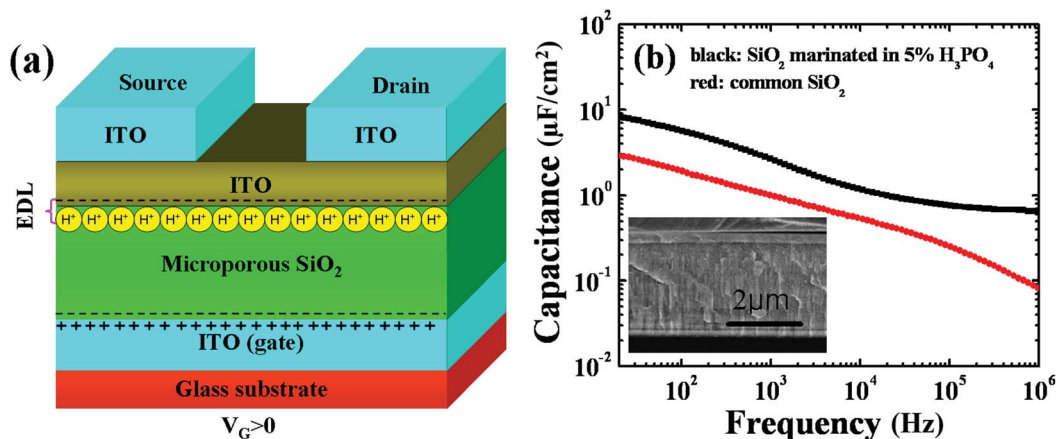 (a)
Source
Drain
ITO
ITO
ITO
EDL
H⁺ H⁺ H⁺ H⁺ H⁺ H⁺ H⁺ H⁺ H⁺ H⁺ H⁺ H⁺ H⁺ H⁺ H⁺
Microporous SiO₂
+ + + + + + + + + + + + + + + + + + + + + + + + +
ITO (gate)
Glass substrate
V_G>0
(b)
black: SiO₂ marinated in 5% H₃PO₄
red: common SiO₂
Capacitance (μF/cm²)
10²
10¹
10⁰
10⁻¹
10⁻²
2μm
10² 10³ 10⁴ 10⁵ 10⁶
Frequency (Hz)